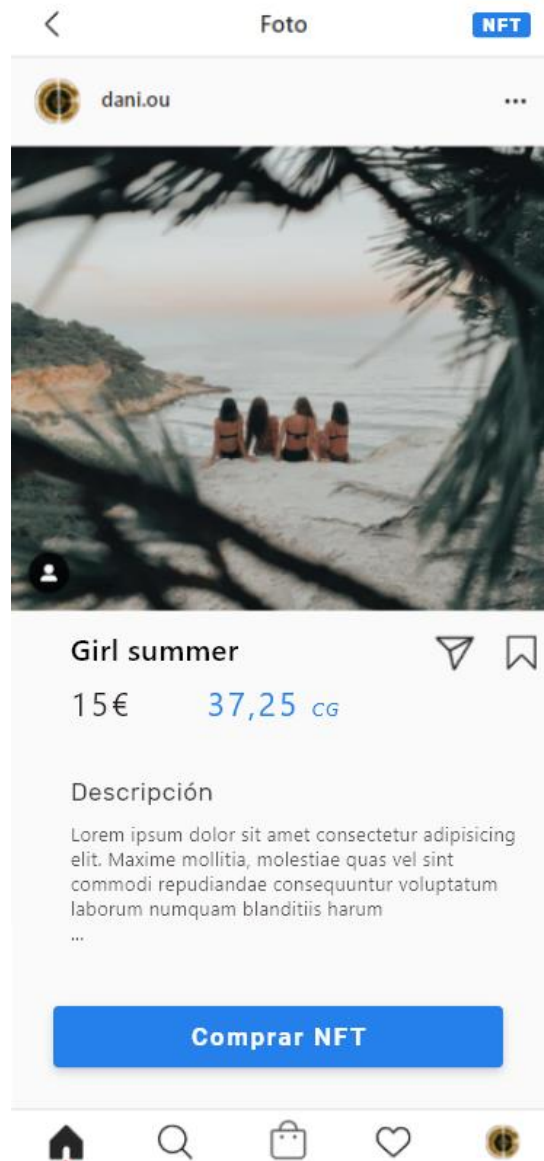 Foto
NFT
dani.ou
Girl summer
15€
37,25 CG
Descripción
Lorem ipsum dolor sit amet consectetur adipisicing
elit. Maxime mollitia, molestiae quas vel sint
commodi repudiandae consequuntur voluptatum
laborum numquam blanditiis harum
...
Comprar NFT